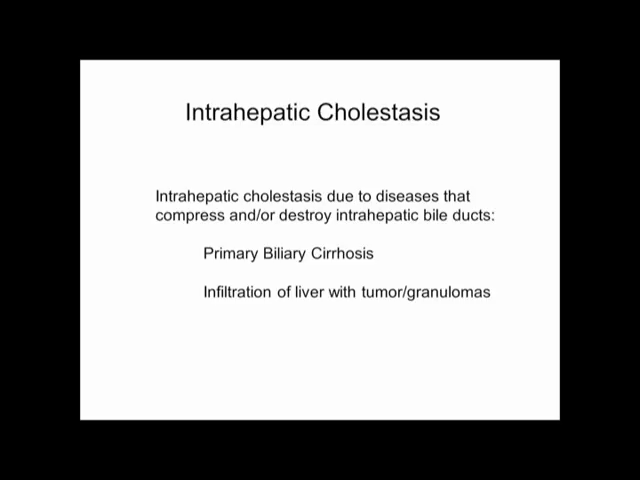 Intrahepatic Cholestasis
Intrahepatic cholestasis due to diseases that
compress and/or destroy intrahepatic bile ducts:
Primary Biliary Cirrhosis
Infiltration of liver with tumor/granulomas